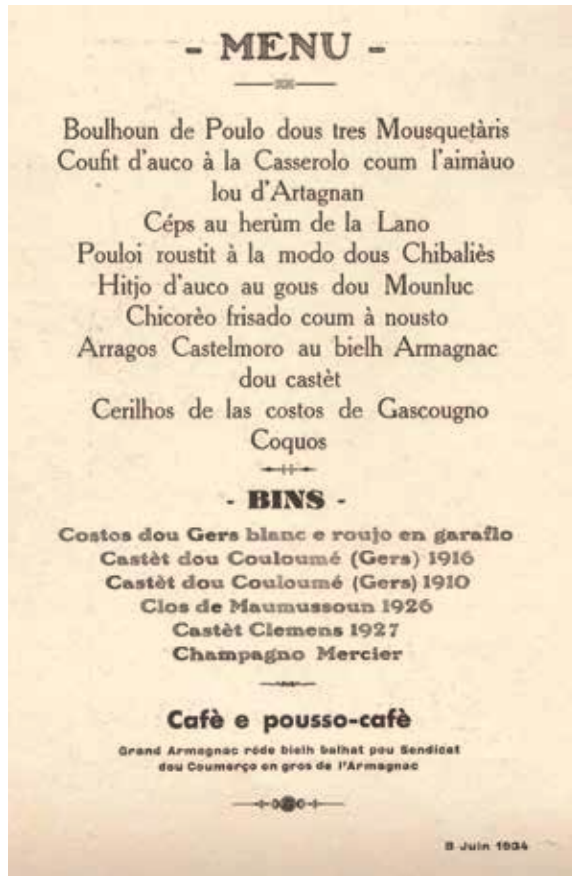 - MENU -
Boulhoun de Poulo dous tres Mousquetàris
Coufit d'auco à la Casserolo coum l'aimàuo
lou d'Artagnan
Céps au herùm de la Lano
Pouloi roustit à la modo dous Chibaliès
Hitjo d'auco au gous dou Mounluc
Chicorèo frisado coum à nousto
Arragos Castelmoro au bielh Armagnac
dou castèt
Cerilhos de las costos de Gascougno
Coquos
- BINS -
Costos dou Gers blanc e roujo en garaflo
Castèt dou Couloumé (Gers) 1916
Castèt dou Couloumé (Gers) 1910
Clos de Maumussoun 1926
Castèt Clemens 1927
Champagno Mercier
Cafè e pousso-cafè
Grand Armagnac rède bielh balhat pou Sendicat
dou Coumerço en gros de l'Armagnac
8 Juin 1934